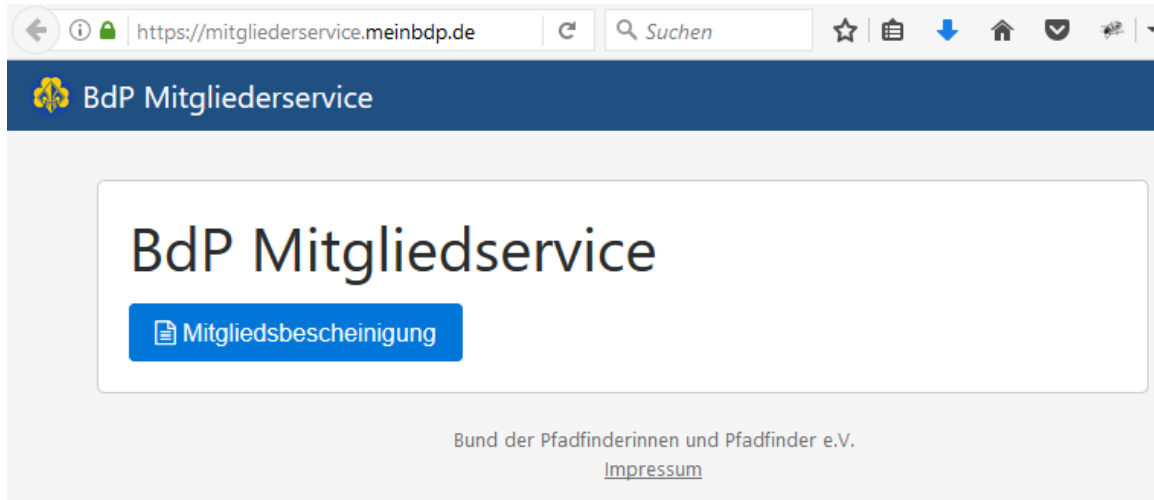 https://mitgliederservice.meinbdp.de
Suchen
BdP Mitgliederservice
BdP Mitgliedservice
Mitgliedsbescheinigung
Bund der Pfadfinderinnen und Pfadfinder e.V.
Impressum